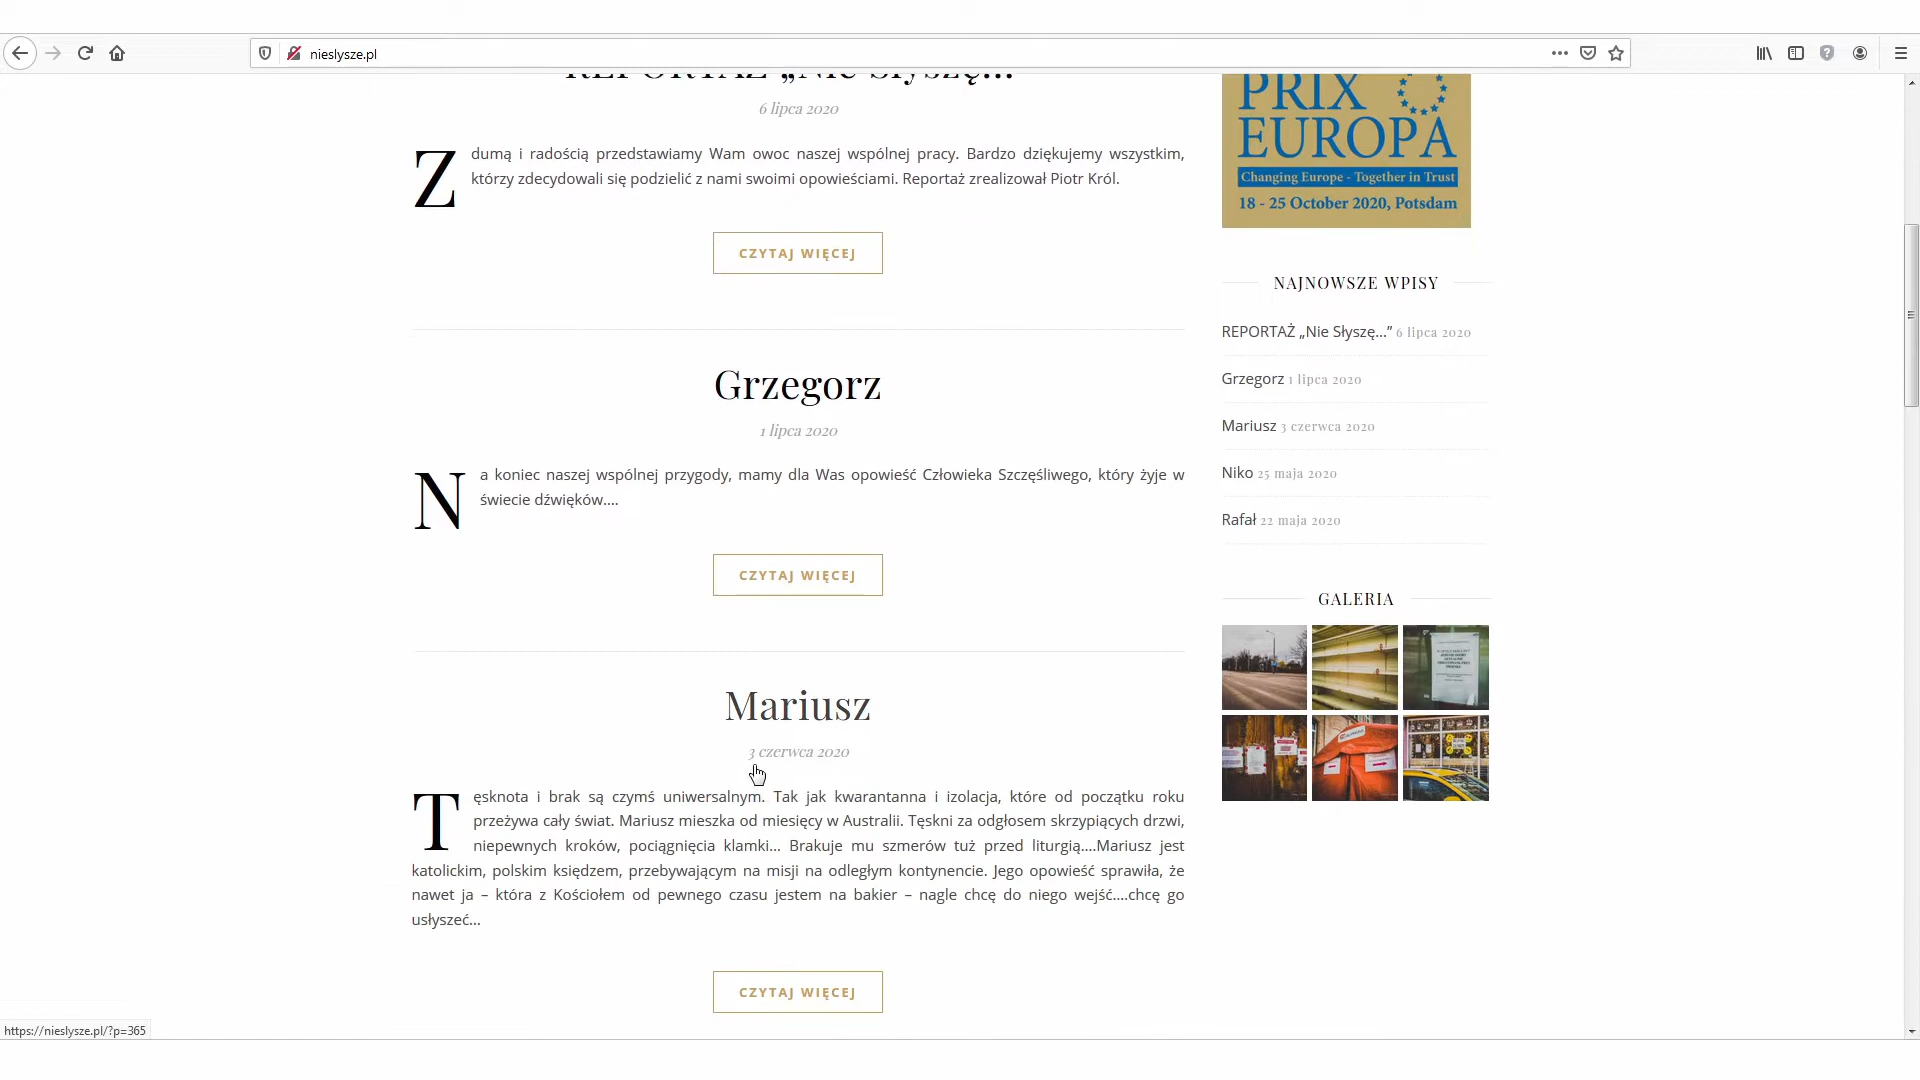 nieslysze.pl
REPORTAŻ „Nie Słyszę...
6 lipca 2020
Z dumą i radością przedstawiamy Wam owoc naszej wspólnej pracy. Bardzo dziękujemy wszystkim,
którzy zdecydowali się podzielić z nami swoimi opowieściami. Reportaż zrealizował Piotr Król.
CZYTAJ WIĘCEJ
Grzegorz
1 lipca 2020
Na koniec naszej wspólnej przygody, mamy dla Was opowieść Człowieka Szczęśliwego, który żyje w
świecie dźwięków....
CZYTAJ WIĘCEJ
Mariusz
3 czerwca 2020
Tęsknota i brak są czymś uniwersalnym. Tak jak kwarantanna i izolacja, które od początku roku
przeżywa cały świat. Mariusz mieszka od miesięcy w Australii. Tęskni za odgłosem skrzypiących drzwi,
niepewnych kroków, pociągnięcia klamki... Brakuje mu szmerów tuż przed liturgią....Mariusz jest
katolickim, polskim księdzem, przebywającym na misji na odległym kontynencie. Jego opowieść sprawiła, że
nawet ja – która z Kościołem od pewnego czasu jestem na bakier – nagle chcę do niego wejść....chcę go
usłyszeć...
CZYTAJ WIĘCEJ
PRIX
EUROPA
Changing Europe - Together in Trust
18 - 25 October 2020, Potsdam
NAJNOWSZE WPISY
REPORTAŻ „Nie Słyszę...” 6 lipca 2020
Grzegorz 1 lipca 2020
Mariusz 3 czerwca 2020
Niko 25 maja 2020
Rafał 22 maja 2020
GALERIA
https://nieslysze.pl/?p=365